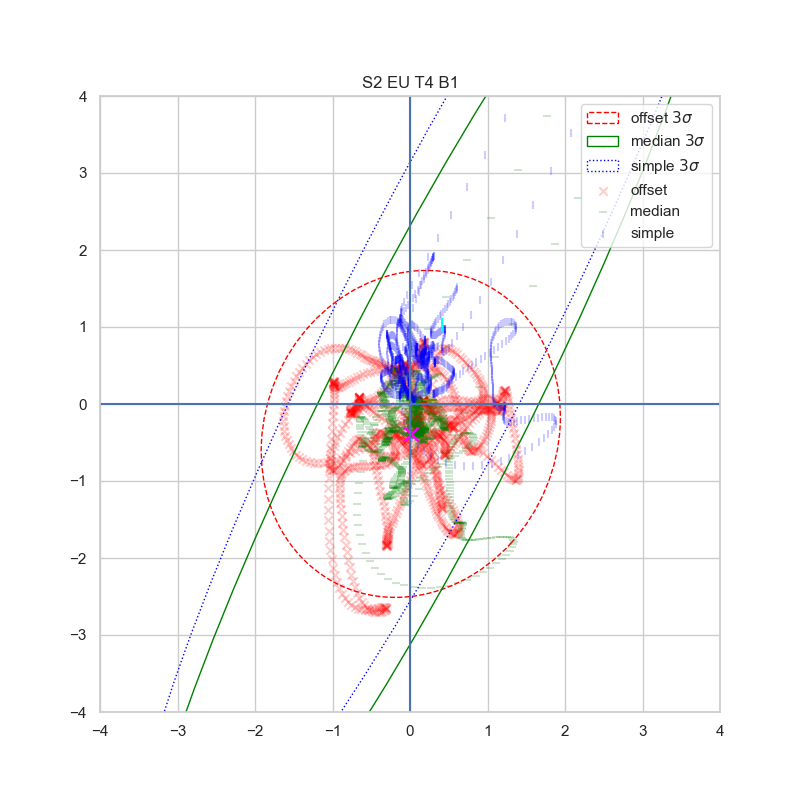 S2 EU T4 B1
4
3
2
1
0
−1
−2
−3
−4
−4
−3
−2
−1
0
1
2
3
4
offset 3σ
median 3σ
simple 3σ
offset
median
simple